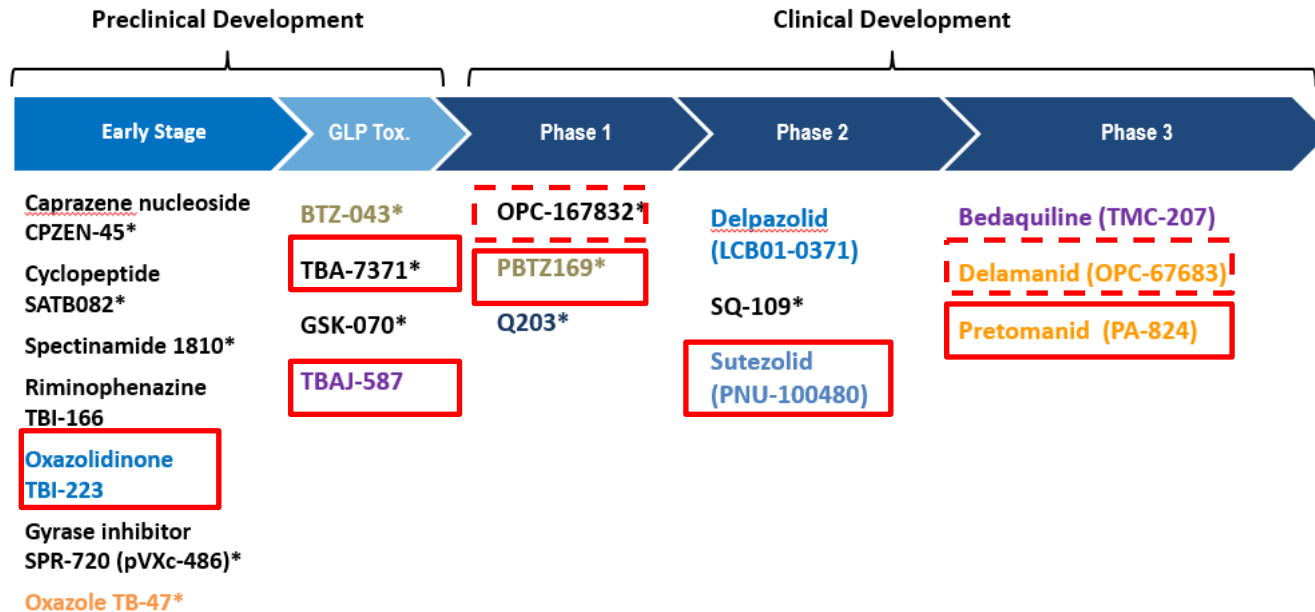 Preclinical Development
Clinical Development
Early Stage
GLP Tox.
Phase 1
Phase 2
Phase 3
Caprazene nucleoside
CPZEN-45*
Cyclopeptide
SATB082*
Spectinamide 1810*
Riminophenazine
TBI-166
Oxazolidinone
TBI-223
Gyrase inhibitor
SPR-720 (pVXc-486)*
Oxazole TB-47*
BTZ-043*
TBA-7371*
GSK-070*
TBAJ-587
OPC-167832*
PBTZ169*
Q203*
Delpazolid
(LCB01-0371)
SQ-109*
Sutezolid
(PNU-100480)
Bedaquiline (TMC-207)
Delamanid (OPC-67683)
Pretomanid (PA-824)